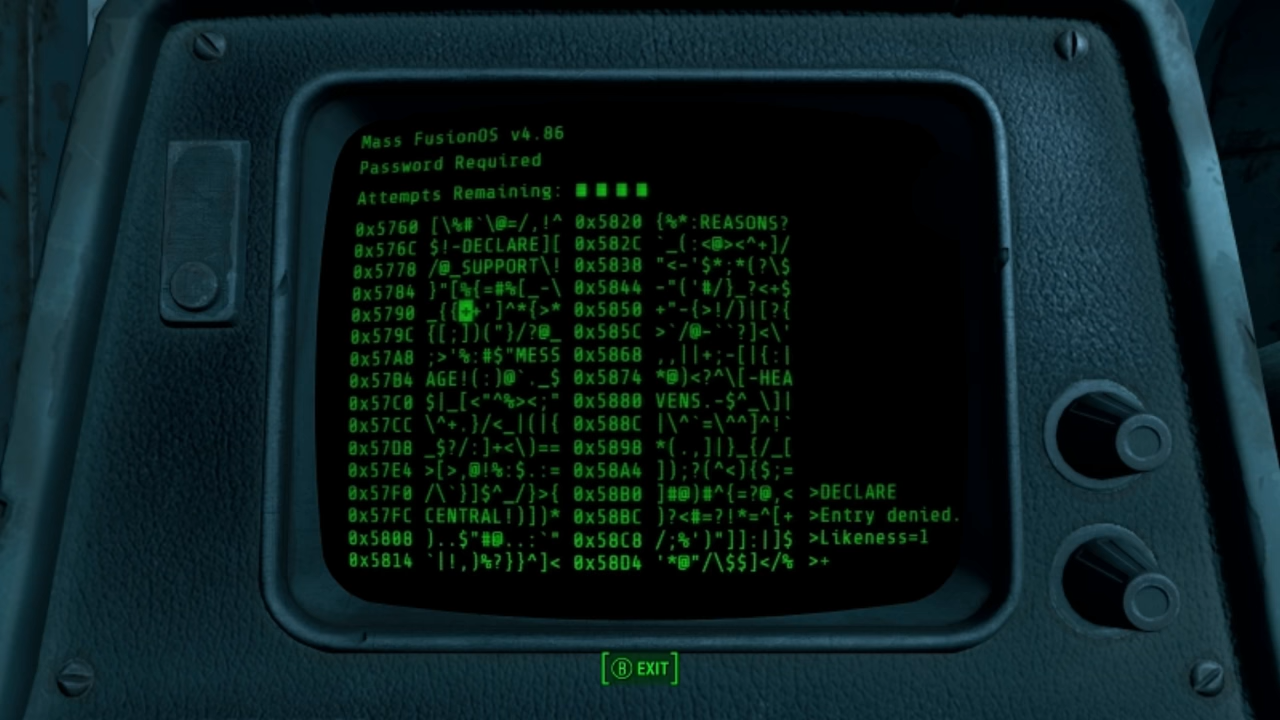 Mass FusionOS v4.86
Password Required
Attempts Remaining: ■ ■ ■ ■
0x5760 [\%#`\@=/,!^ 0x5820 {%*:REASONS?
0x576C $!-DECLARE][ 0x582C `_(:<@><^+]/
0x5778 /@_SUPPORT\! 0x5838 "<-'$*;*(?\$
0x5784 }"[%{=#%[_-\ 0x5844 -"('#/}_?<+$
0x5790 _{{++']^*{>* 0x5850 +"-{>!/)|[?{
0x579C {[;])("}/?@_ 0x585C >`/@-``?]<\'
0x57A8 ;>'%:#$"MESS 0x5868 ,,||+;-[|{:|
0x57B4 AGE!(:)@`._$ 0x5874 *@)<?^\[-HEA
0x57C0 $|_[<"^%><;" 0x5880 VENS.-$^_\]|
0x57CC \^+.}/<_|(|{ 0x588C |\^`=\^^]^!`
0x57D8 _$?/:]+<\)== 0x5898 *(.,]|}_{/_[
0x57E4 >[>,@!%:$.:= 0x58A4 ]);?(^<]{$;=
0x57F0 /\`}]$^_/}>{ 0x58B0 ]#@)#^{=?@,<
0x57FC CENTRAL!)])* 0x58BC )?<#=?!*=^[+
0x5808 )..$"#@..:`" 0x58C8 /;%')"]]:|]$
0x5814 `|!,)%?}}^]< 0x58D4 '*@"/\$$]</%
>DECLARE
>Entry denied.
>Likeness=1
>+
[Ⓑ EXIT]